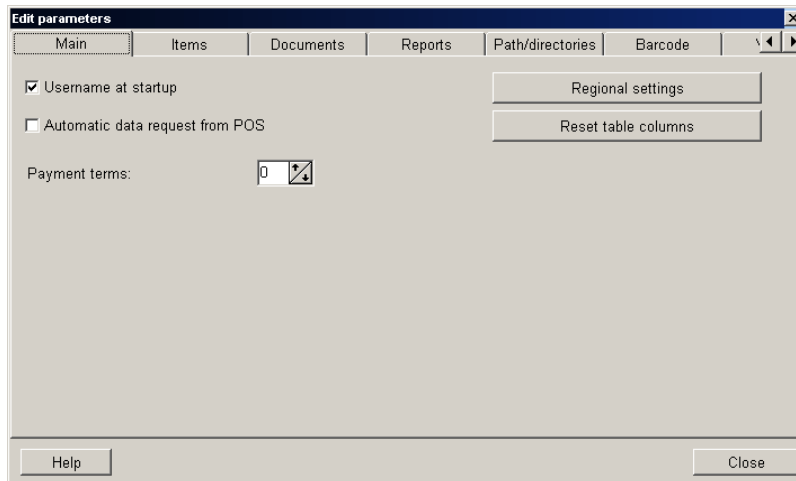 Edit parameters
Main Items Documents Reports Path/directories Barcode
Username at startup
Regional settings
Automatic data request from POS
Reset table columns
Payment terms: 0
Help Close